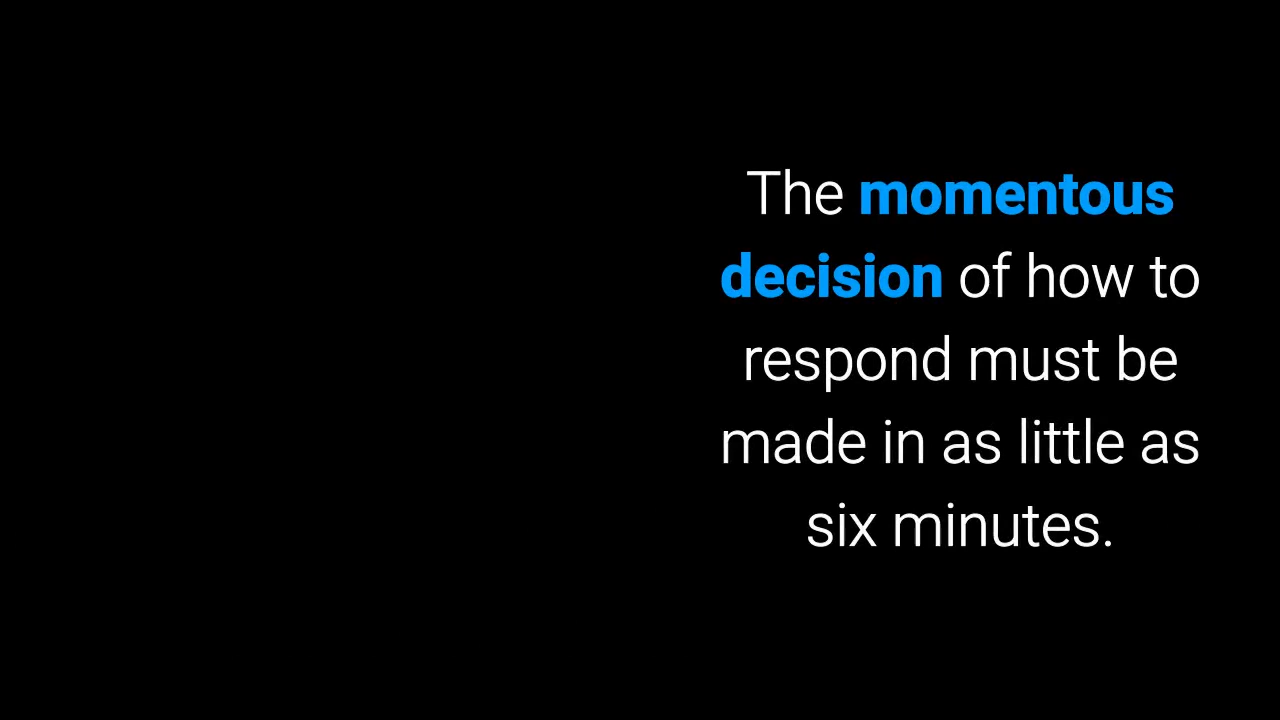 The momentous
decision of how to
respond must be
made in as little as
six minutes.